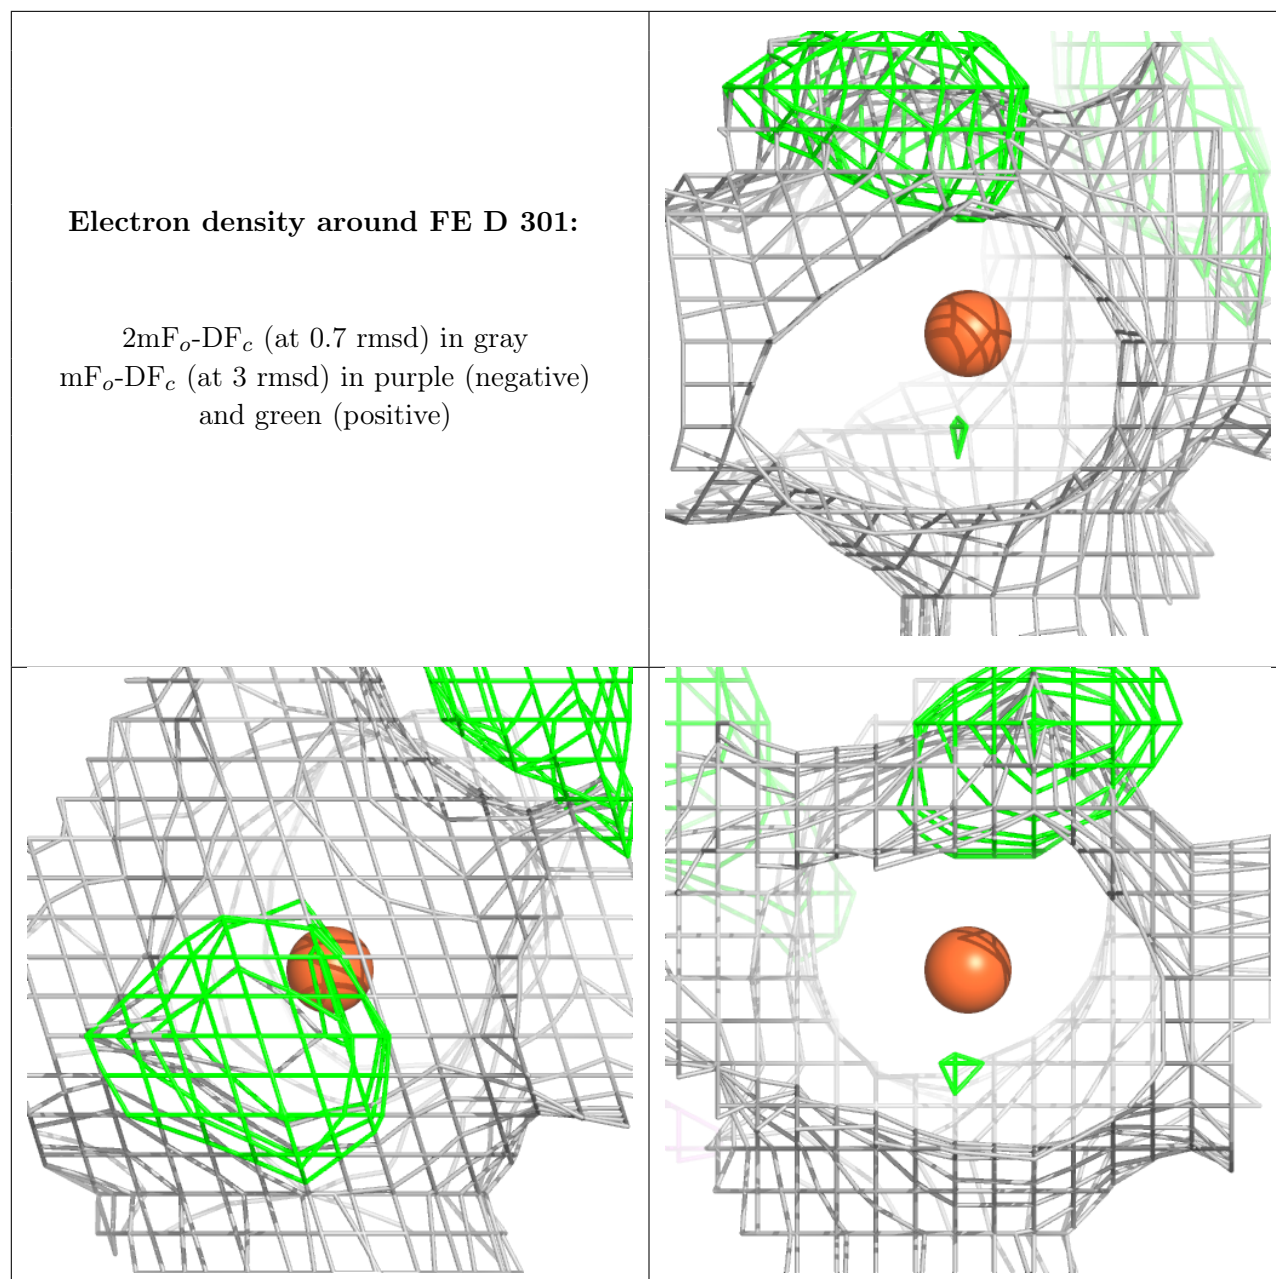 Electron density around FE D 301:
2mFo-DFc (at 0.7 rmsd) in gray
mFo-DFc (at 3 rmsd) in purple (negative)
and green (positive)